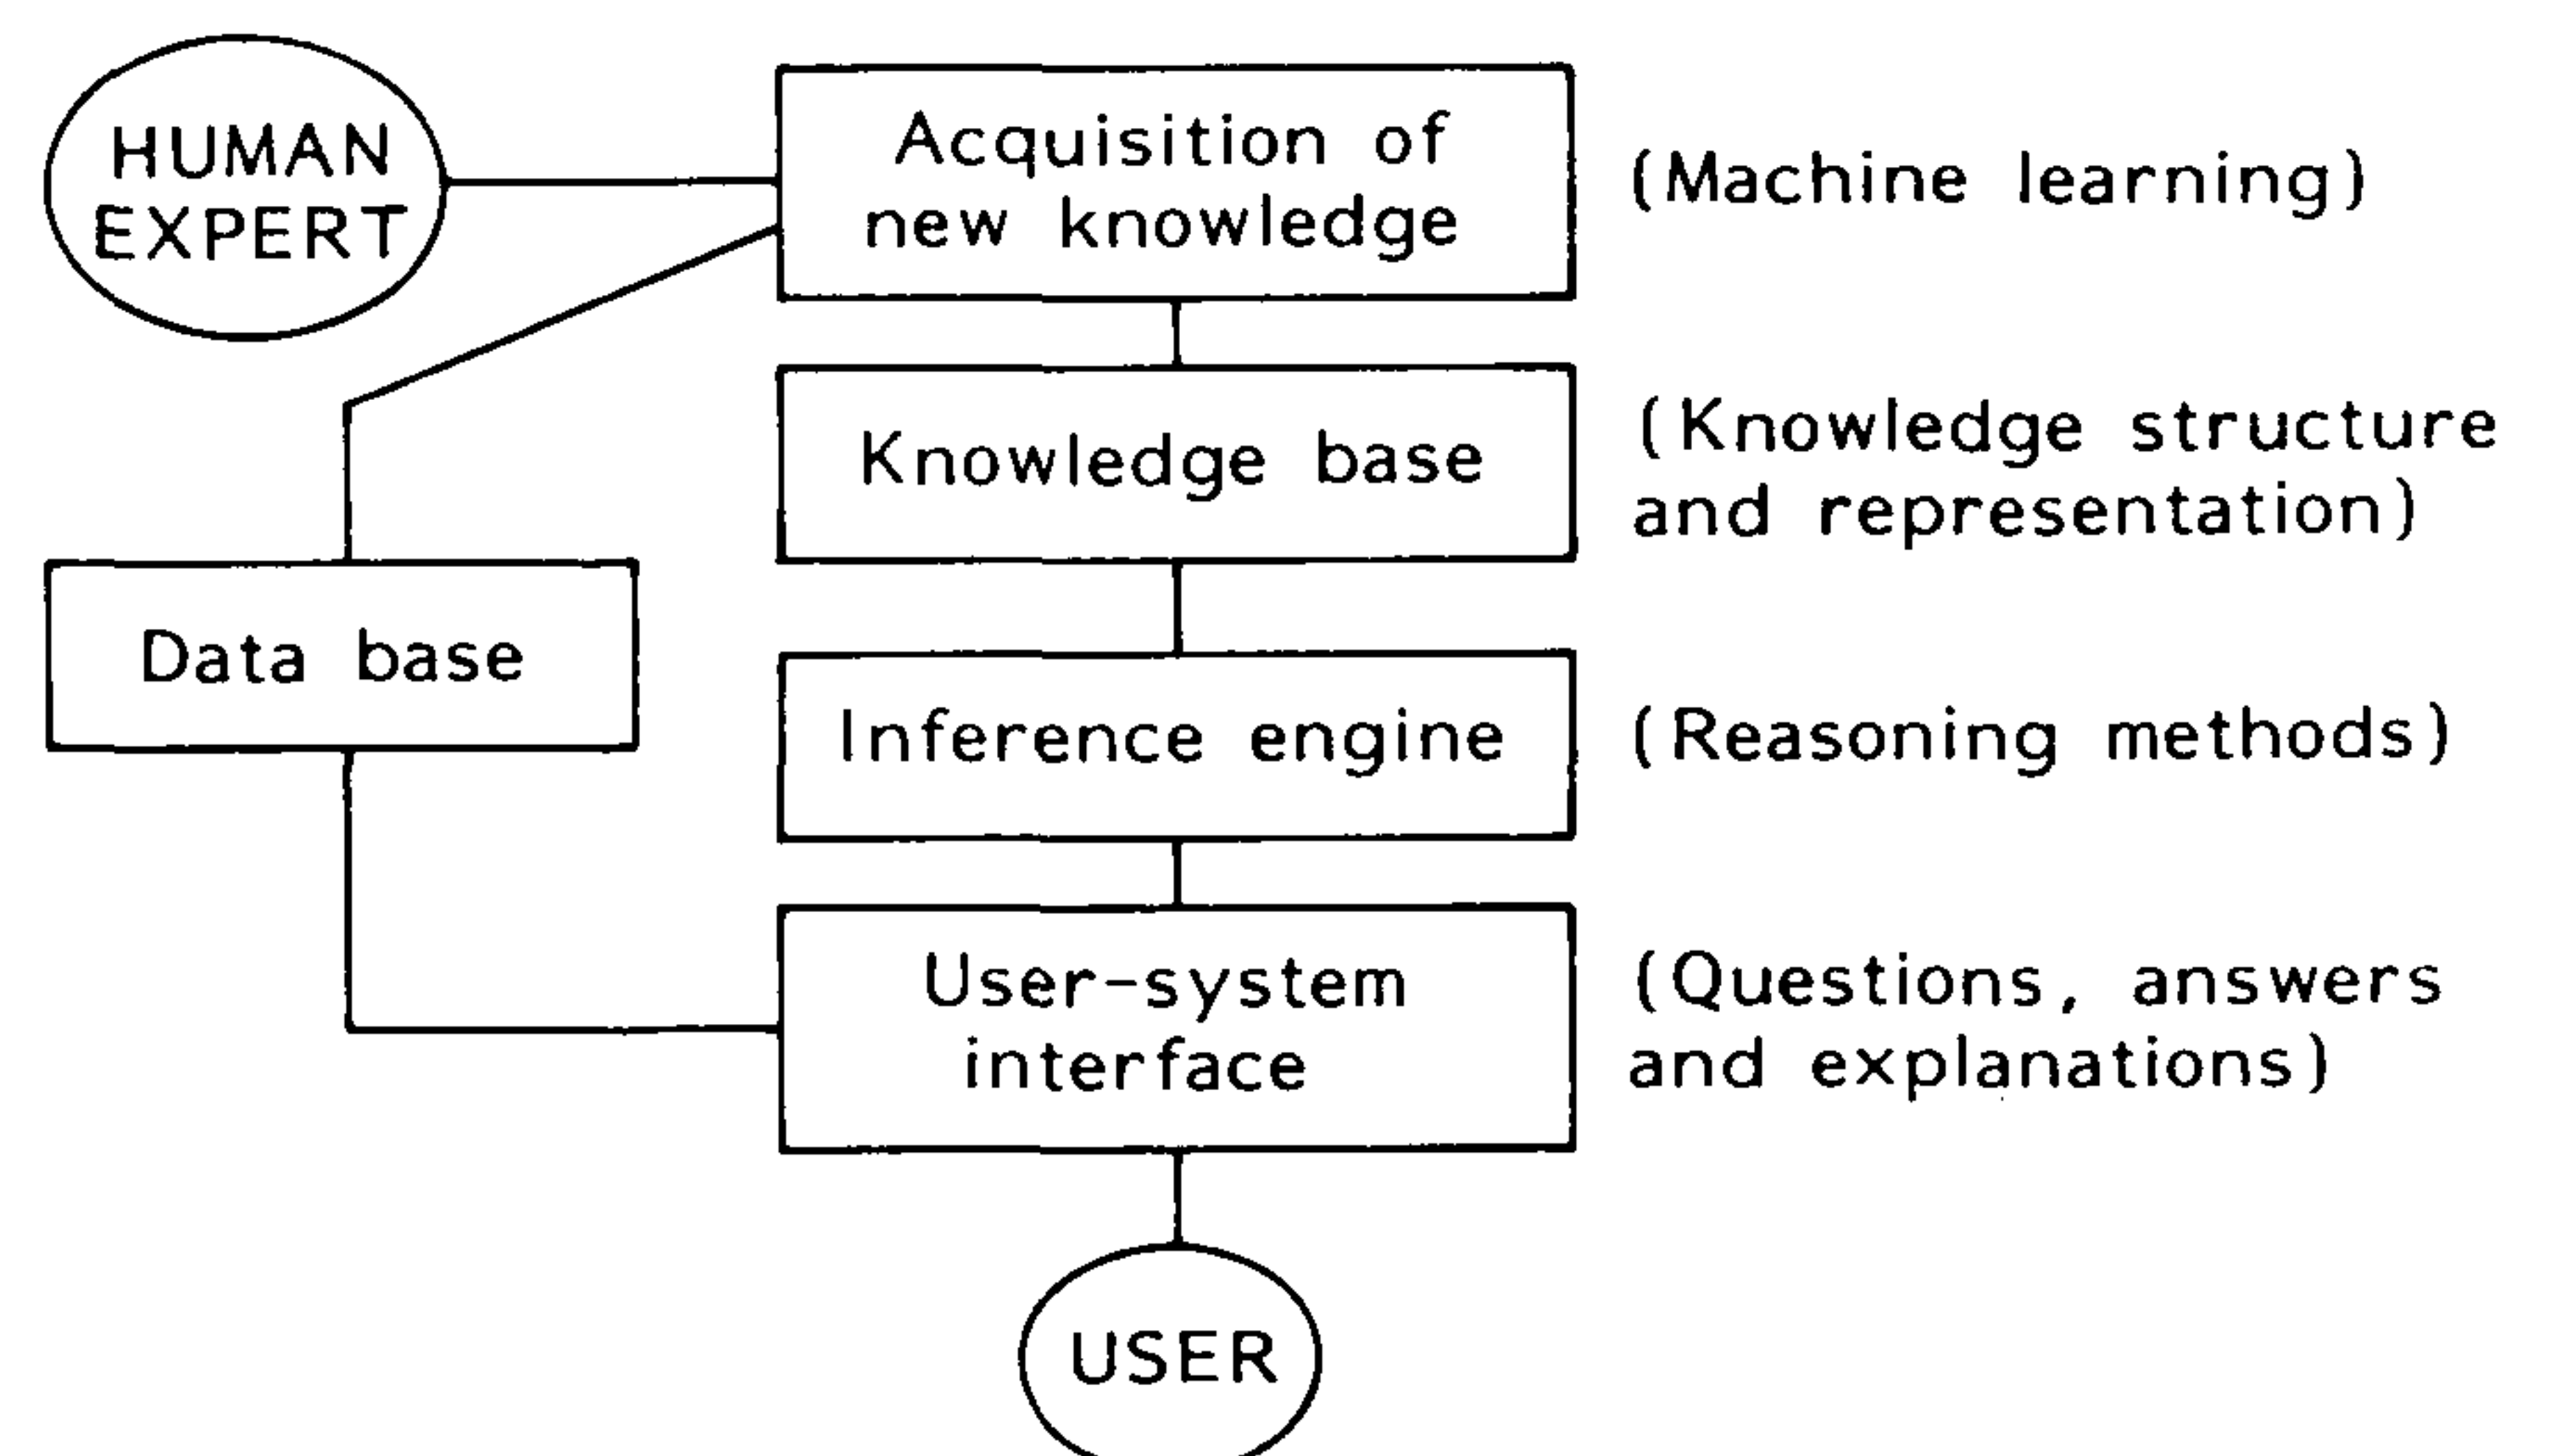 HUMAN
EXPERT
Acquisition of
new knowledge
(Machine learning)
Knowledge base
(Knowledge structure
and representation)
Data base
Inference engine
(Reasoning methods)
User-system
interface
(Questions, answers
and explanations)
USER